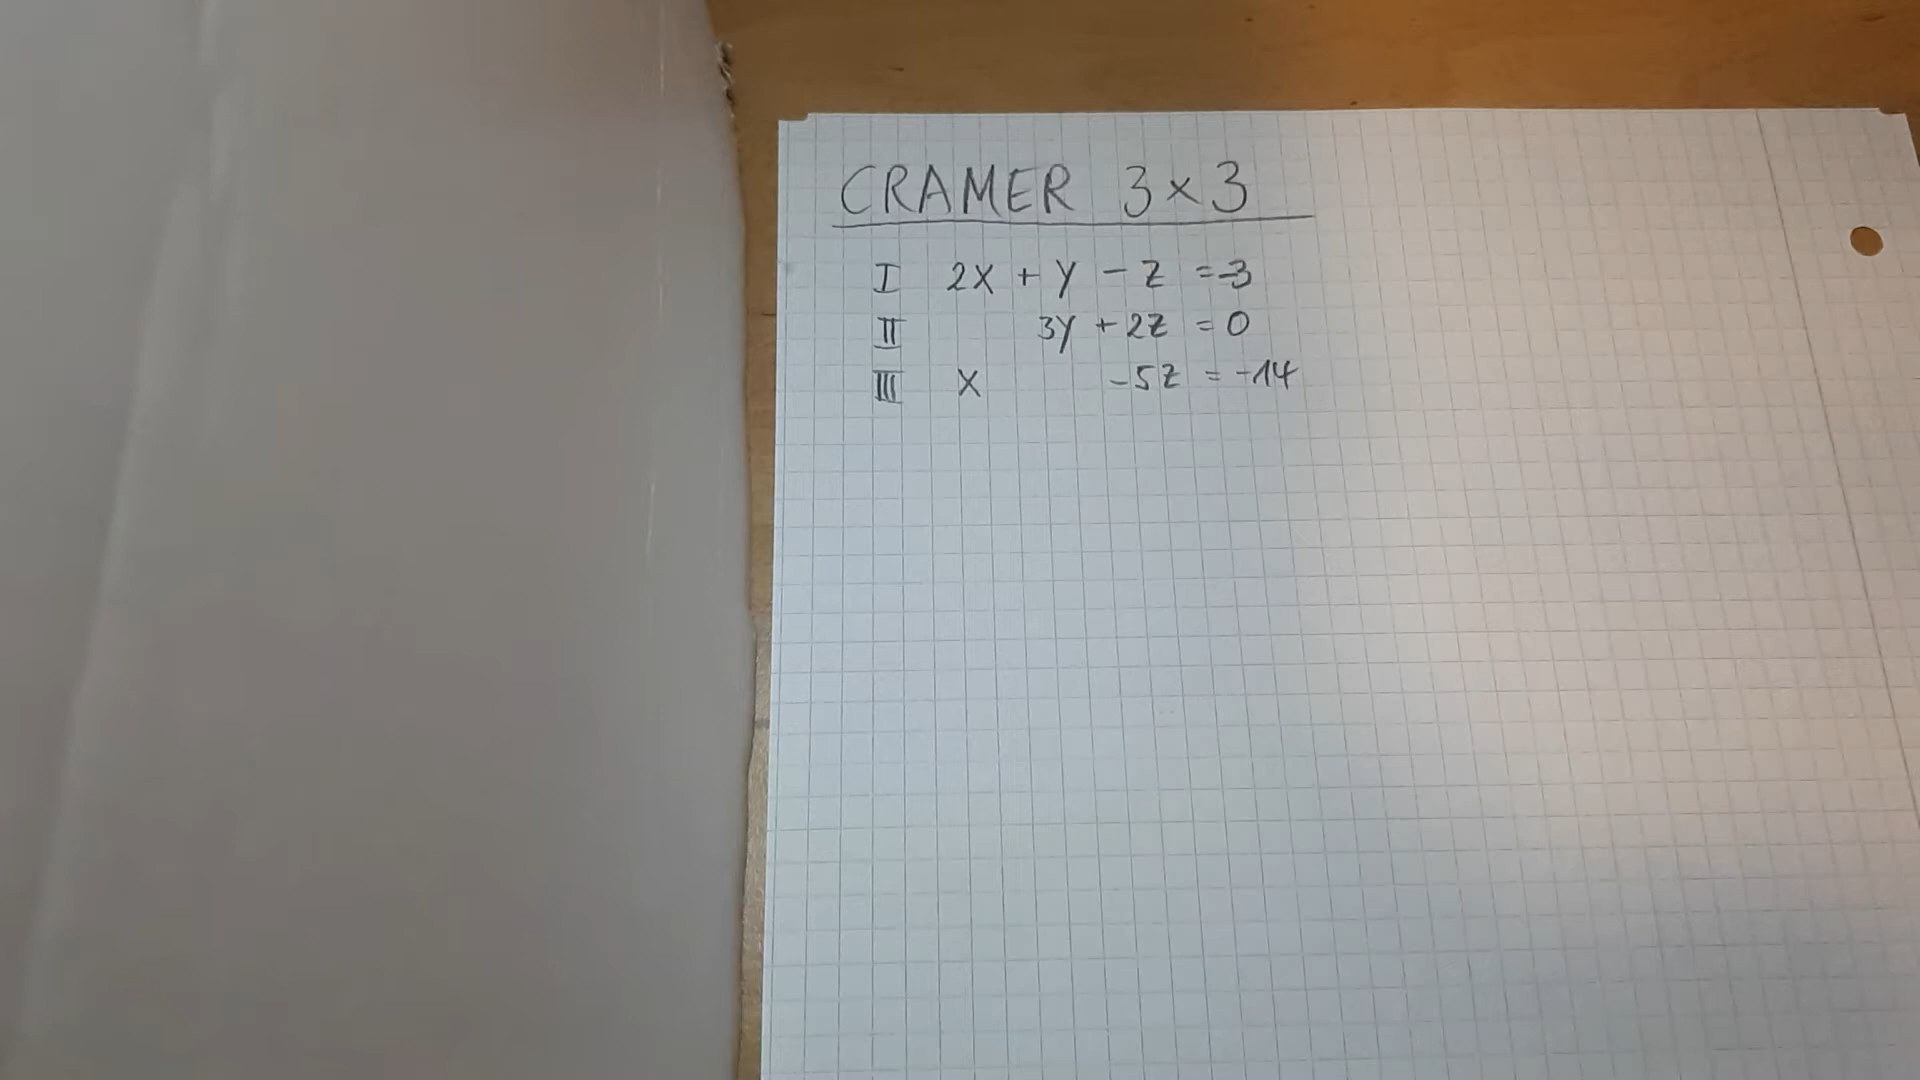 CRAMER 3×3
I 2x + y - z = -3
II 3y + 2z = 0
III x - 5z = -14